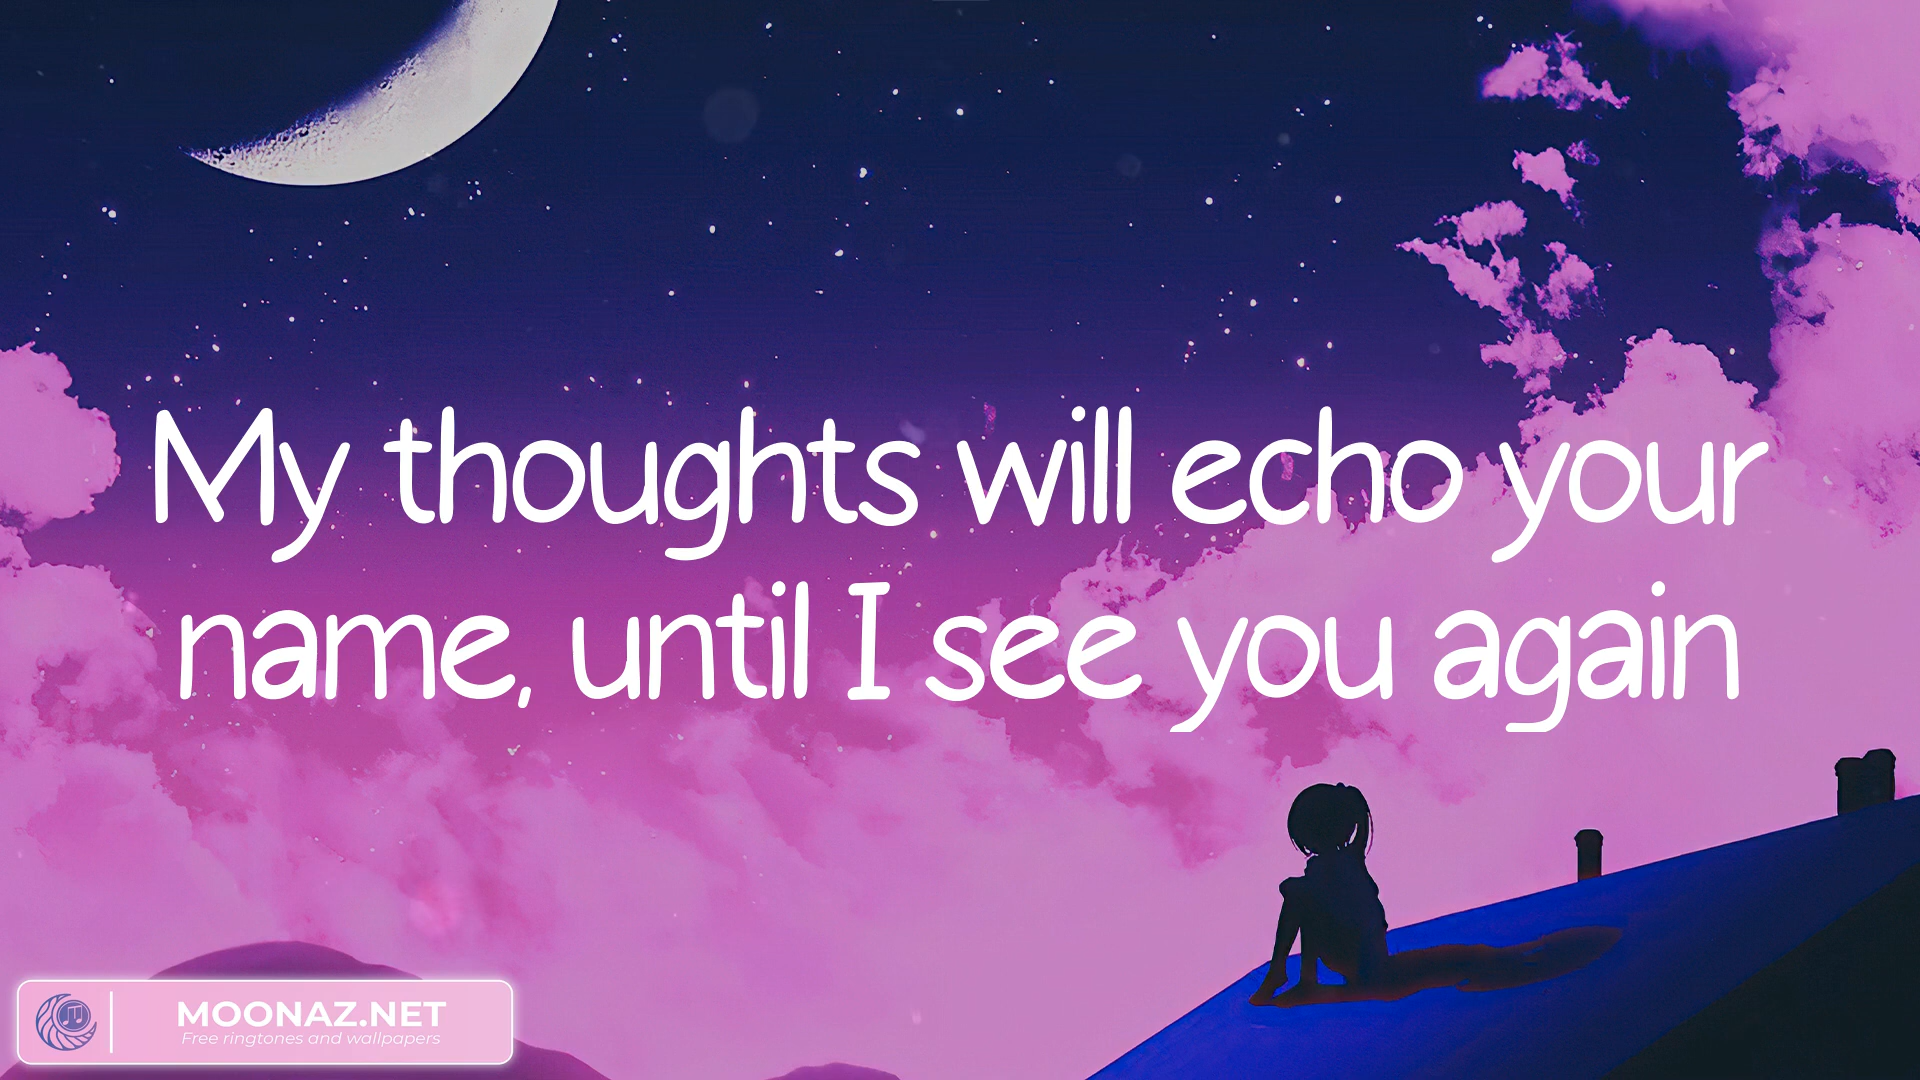 My thoughts will echo your
name, until I see you again
MOONAZ.NET
Free ringtones and wallpapers